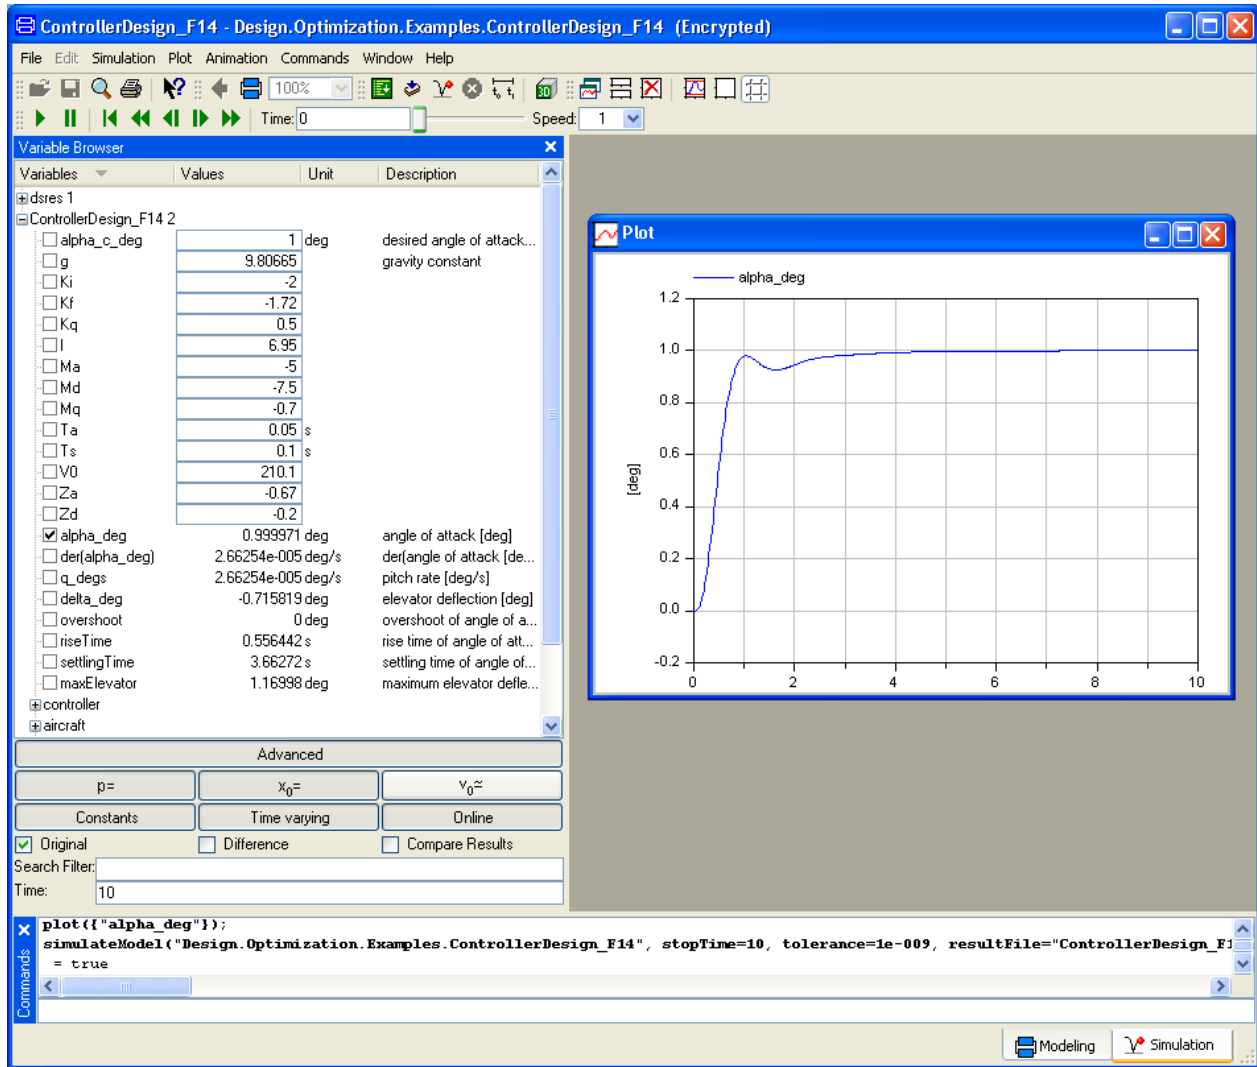 ControllerDesign_F14 - Design.Optimization.Examples.ControllerDesign_F14 (Encrypted)
File Edit Simulation Plot Animation Commands Window Help
100%
3D
Time: 0 Speed: 1
Variable Browser
Variables Values Unit Description
dsres 1
ControllerDesign_F14 2
alpha_c_deg 1 deg desired angle of attack...
g 9.80665 gravity constant
Ki -2
Kf -1.72
Kq 0.5
l 6.95
Ma -5
Md -7.5
Mq -0.7
Ta 0.05 s
Ts 0.1 s
V0 210.1
Za -0.67
Zd -0.2
alpha_deg 0.999971 deg angle of attack [deg]
der(alpha_deg) 2.66254e-005 deg/s der(angle of attack [de...
q_degs 2.66254e-005 deg/s pitch rate [deg/s]
delta_deg -0.715819 deg elevator deflection [deg]
overshoot 0 deg overshoot of angle of a...
riseTime 0.556442 s rise time of angle of att...
settlingTime 3.66272 s settling time of angle of...
maxElevator 1.16998 deg maximum elevator defle...
controller
aircraft
Advanced
p= x0= v0≃
Constants Time varying Online
Original Difference Compare Results
Search Filter:
Time: 10
Plot
alpha_deg
1.2
1.0
0.8
0.6
0.4
0.2
0.0
-0.2
[deg]
0 2 4 6 8 10
Commands
plot({"alpha_deg"});
simulateModel("Design.Optimization.Examples.ControllerDesign_F14", stopTime=10, tolerance=1e-009, resultFile="ControllerDesign_F1
= true
Modeling Simulation